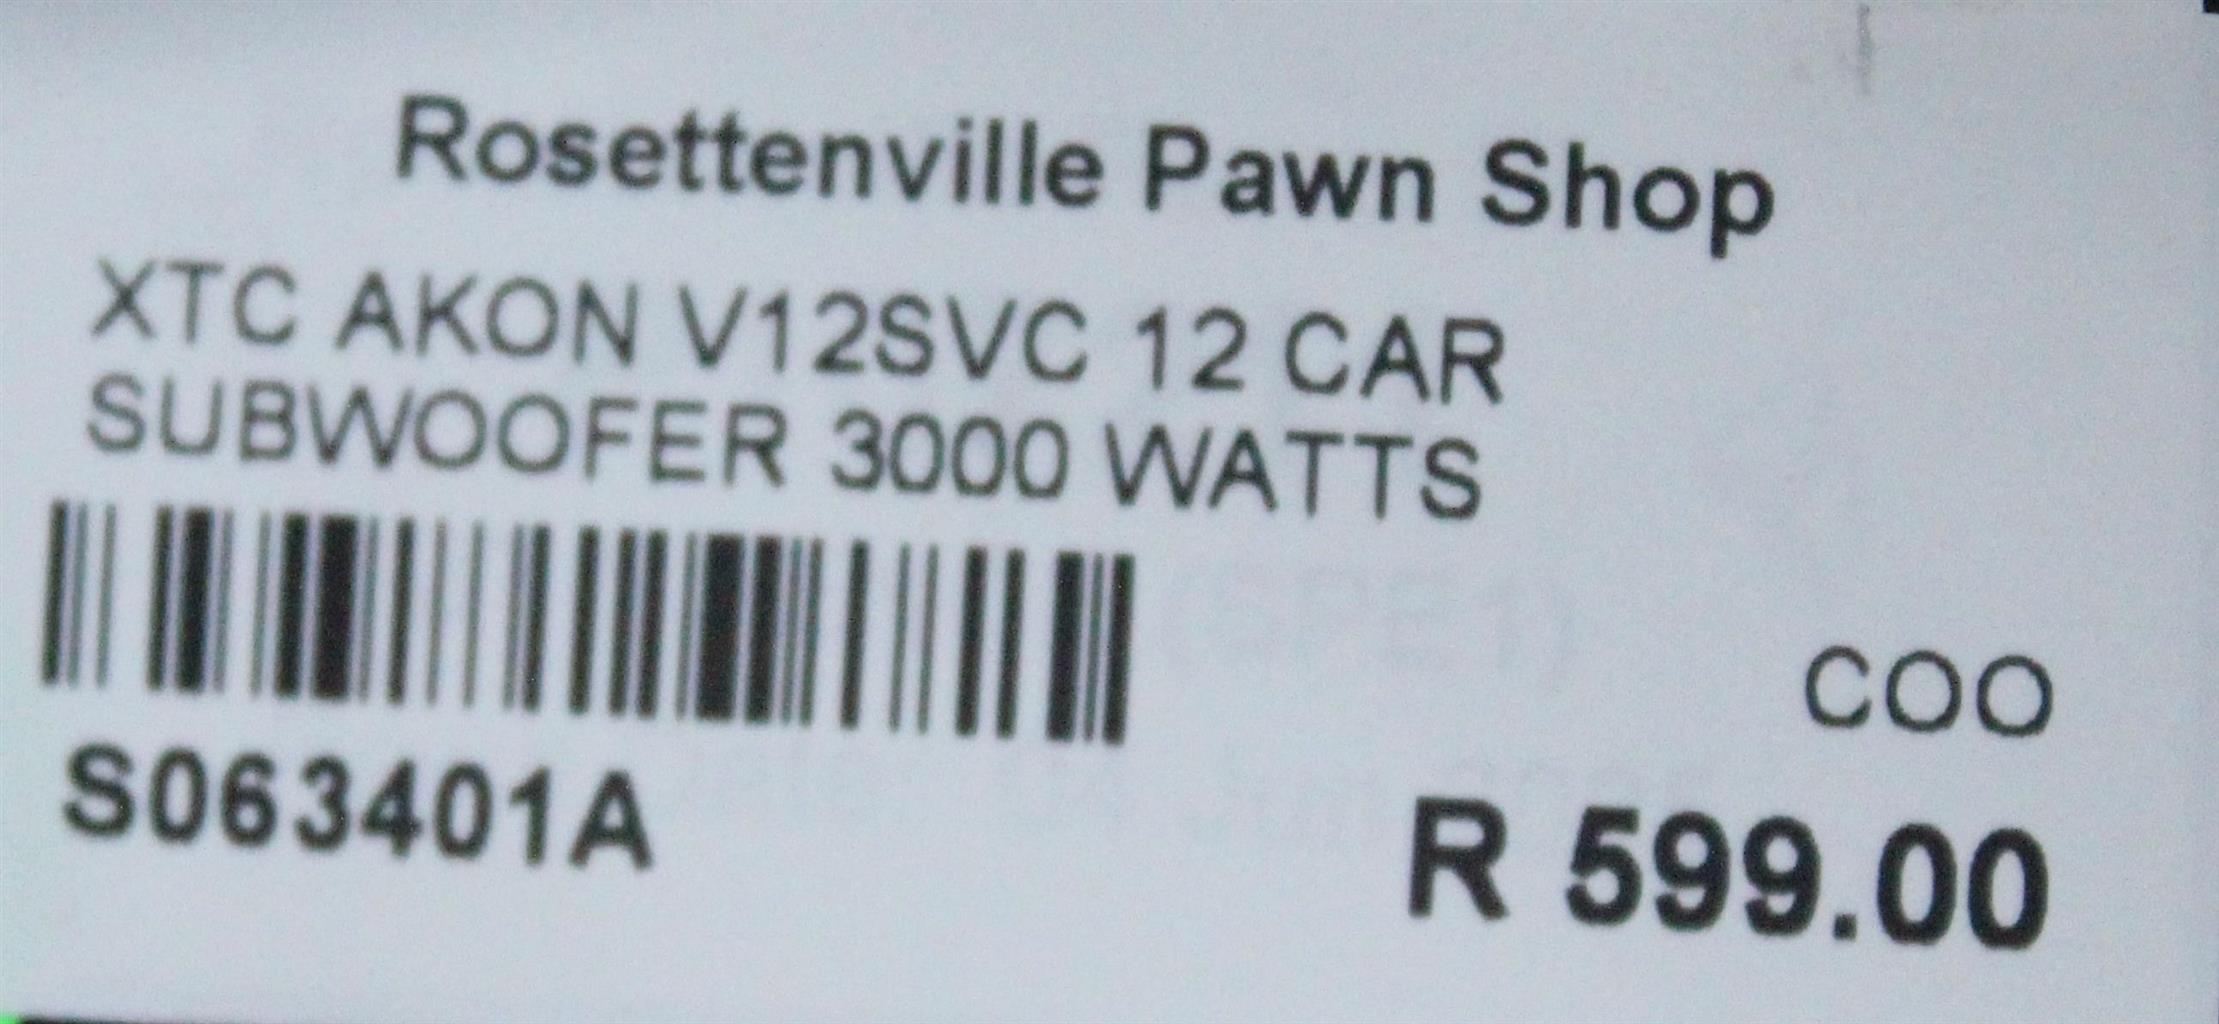 Rosettenville Pawn Shop
XTC AKON V12SVC 12 CAR
SUBWOOFER 3000 WATTS
COO
S063401A
R 599.00